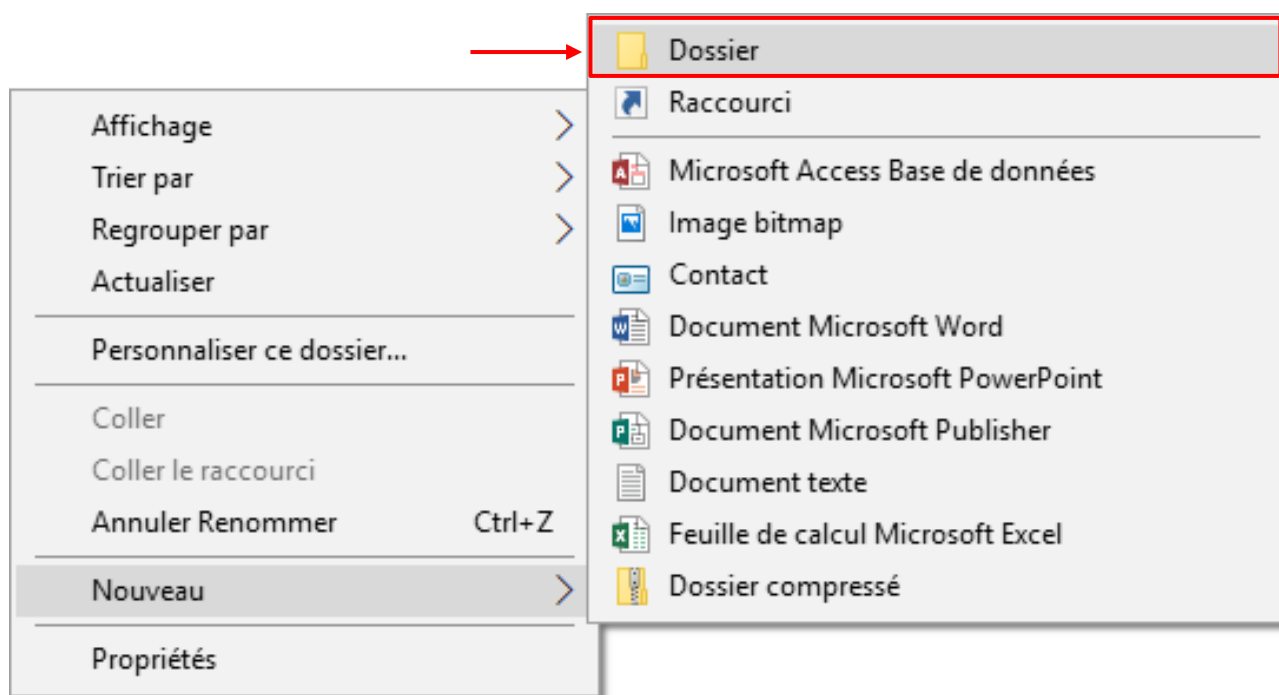 Affichage
Trier par
Regrouper par
Actualiser
Personnaliser ce dossier...
Coller
Coller le raccourci
Annuler Renommer Ctrl+Z
Nouveau
Propriétés
Dossier
Raccourci
Microsoft Access Base de données
Image bitmap
Contact
Document Microsoft Word
Présentation Microsoft PowerPoint
Document Microsoft Publisher
Document texte
Feuille de calcul Microsoft Excel
Dossier compressé